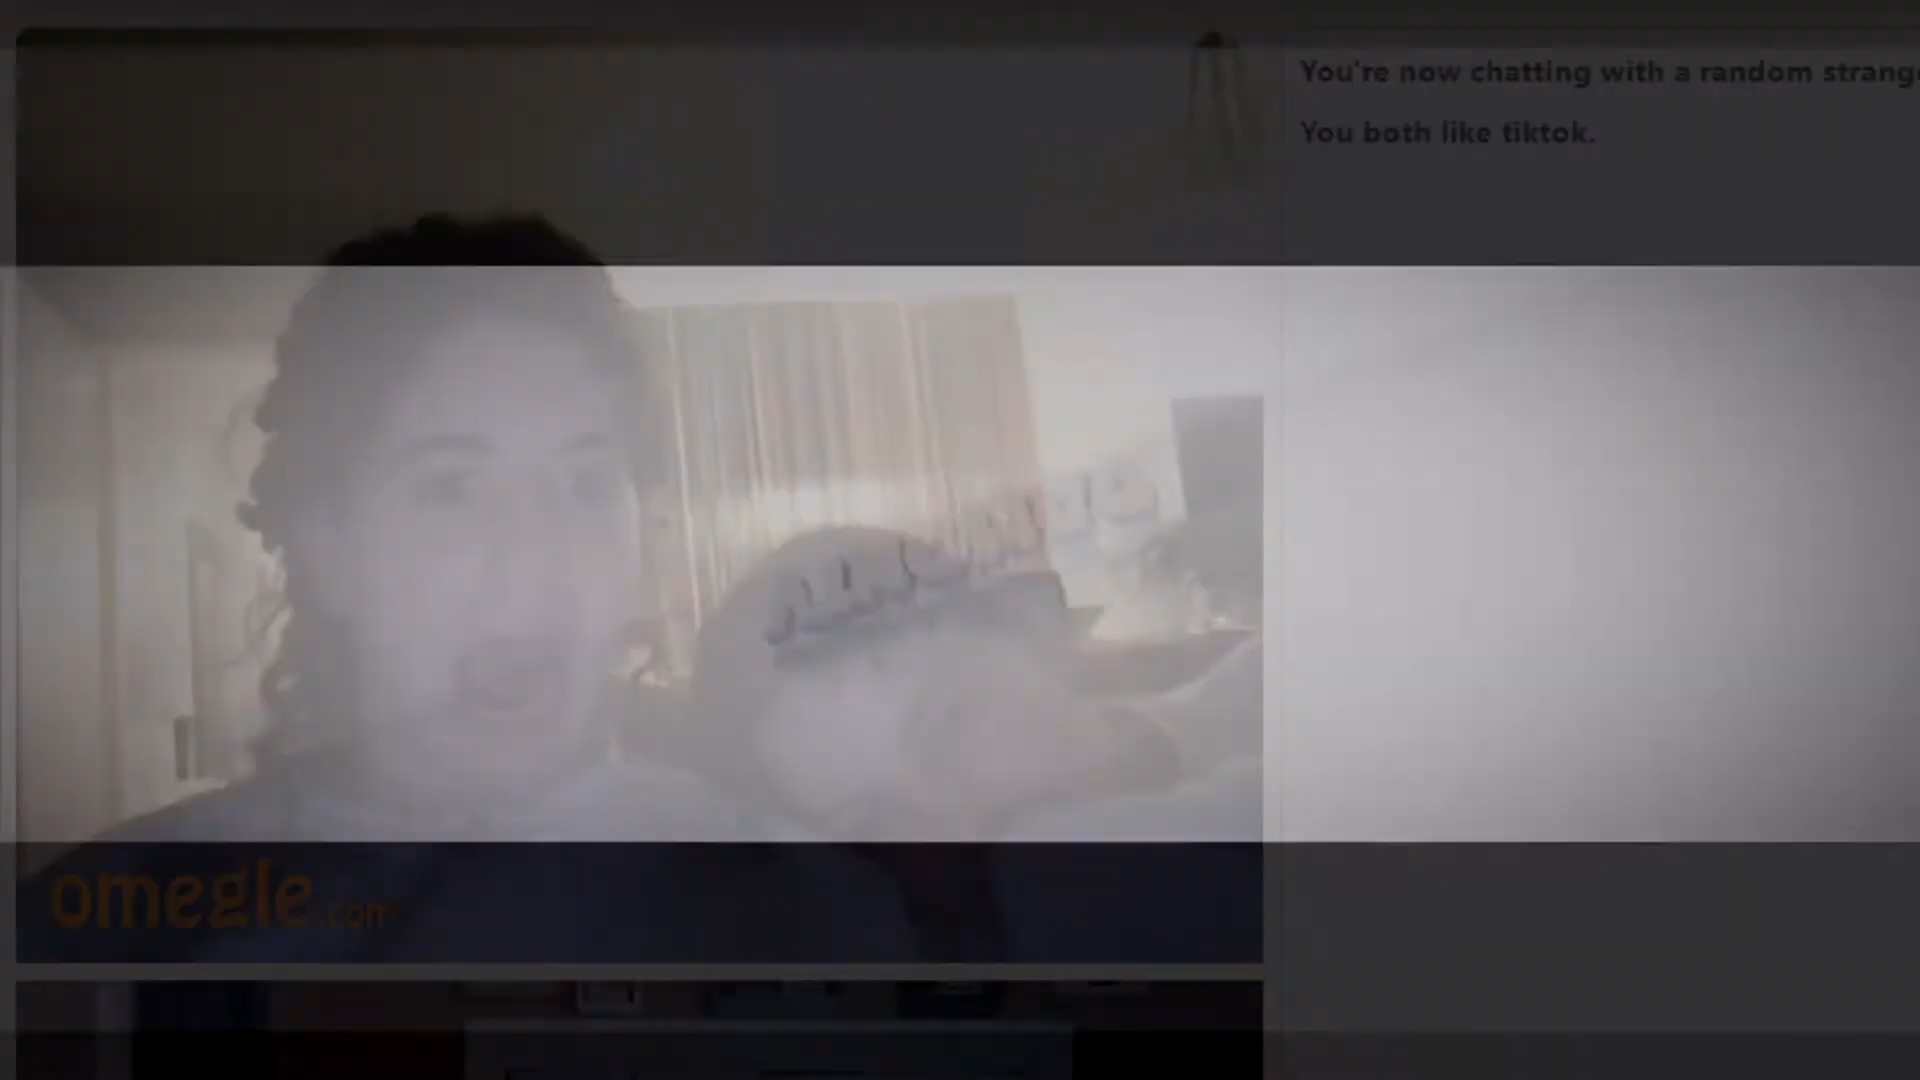 You're now chatting with a random strang
You both like tiktok.
omegle.com